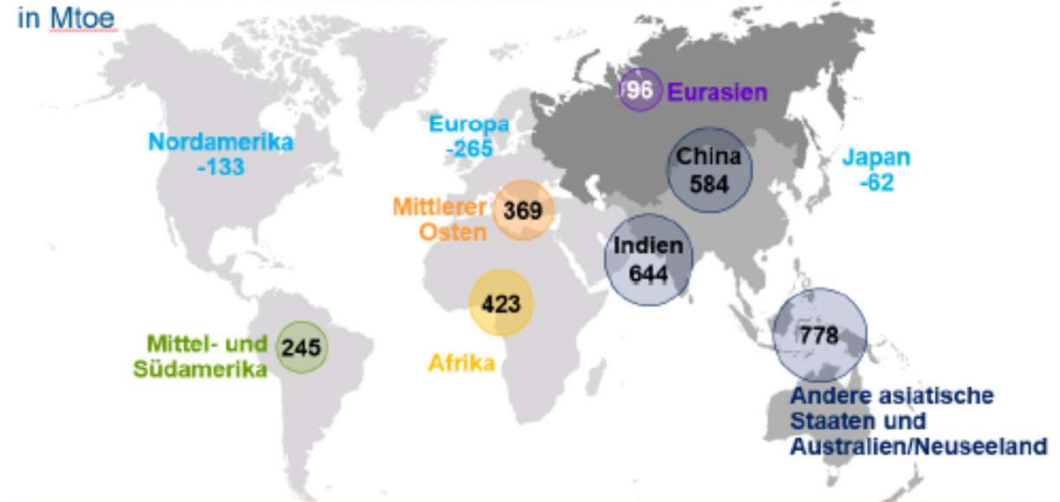 in Mtoe
96 Eurasien
Nordamerika
-133
Europa
-265
China
584
Japan
-62
Mittlerer
Osten
369
Indien
644
423
Afrika
Mittel- und
Südamerika
245
778
Andere asiatische
Staaten und
Australien/Neuseeland